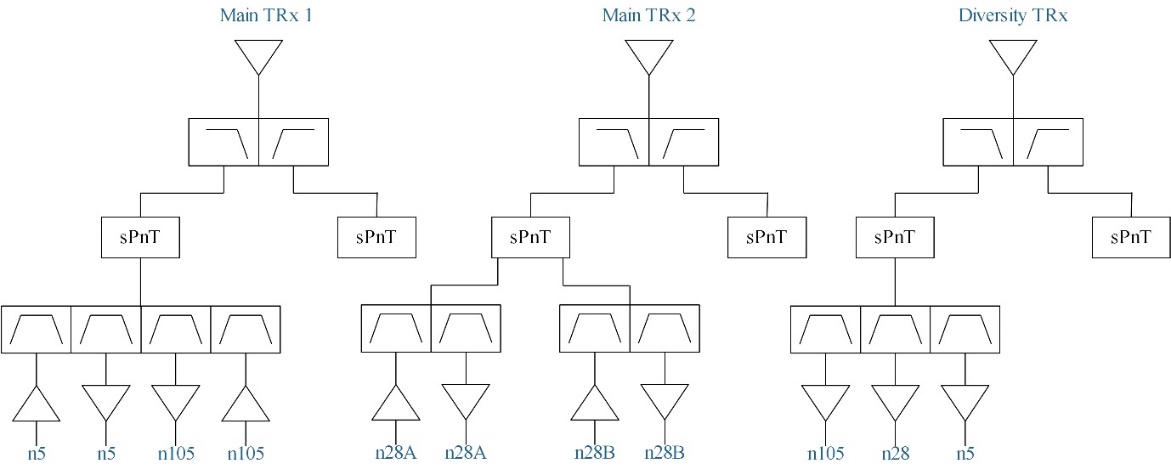 Main TRx 1
Main TRx 2
Diversity TRx
sPnT
sPnT
sPnT
sPnT
sPnT
sPnT
n5
n5
n105
n105
n28A
n28A
n28B
n28B
n105
n28
n5